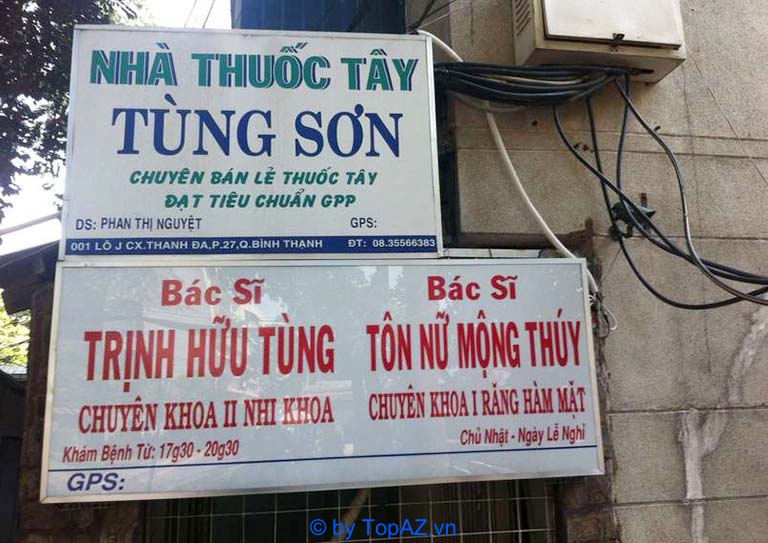 NHÀ THUỐC TÂY
TÙNG SƠN
CHUYÊN BÁN LẺ THUỐC TÂY
ĐẠT TIÊU CHUẨN GPP
DS: PHAN THỊ NGUYỆT GPS:
001 LÔ J CX.THANH ĐA,P.27,Q.BÌNH THẠNH ĐT: 08.35566383
Bác Sĩ
TRỊNH HỮU TÙNG
CHUYÊN KHOA II NHI KHOA
Khám Bệnh Từ: 17g30 - 20g30
Bác Sĩ
TÔN NỮ MỘNG THÚY
CHUYÊN KHOA I RĂNG HÀM MẶT
Chủ Nhật - Ngày Lễ Nghỉ
GPS:
© by TopAZ.vn